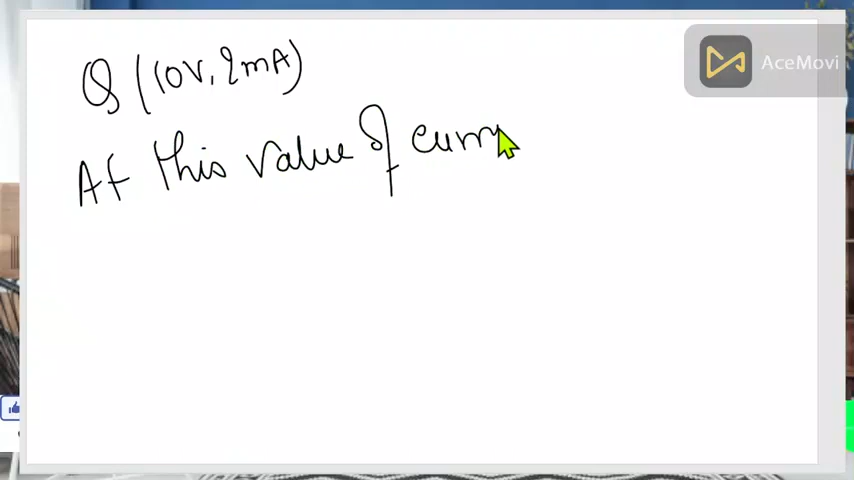 Q (10V, 2mA)
At this value of curr
AceMovi